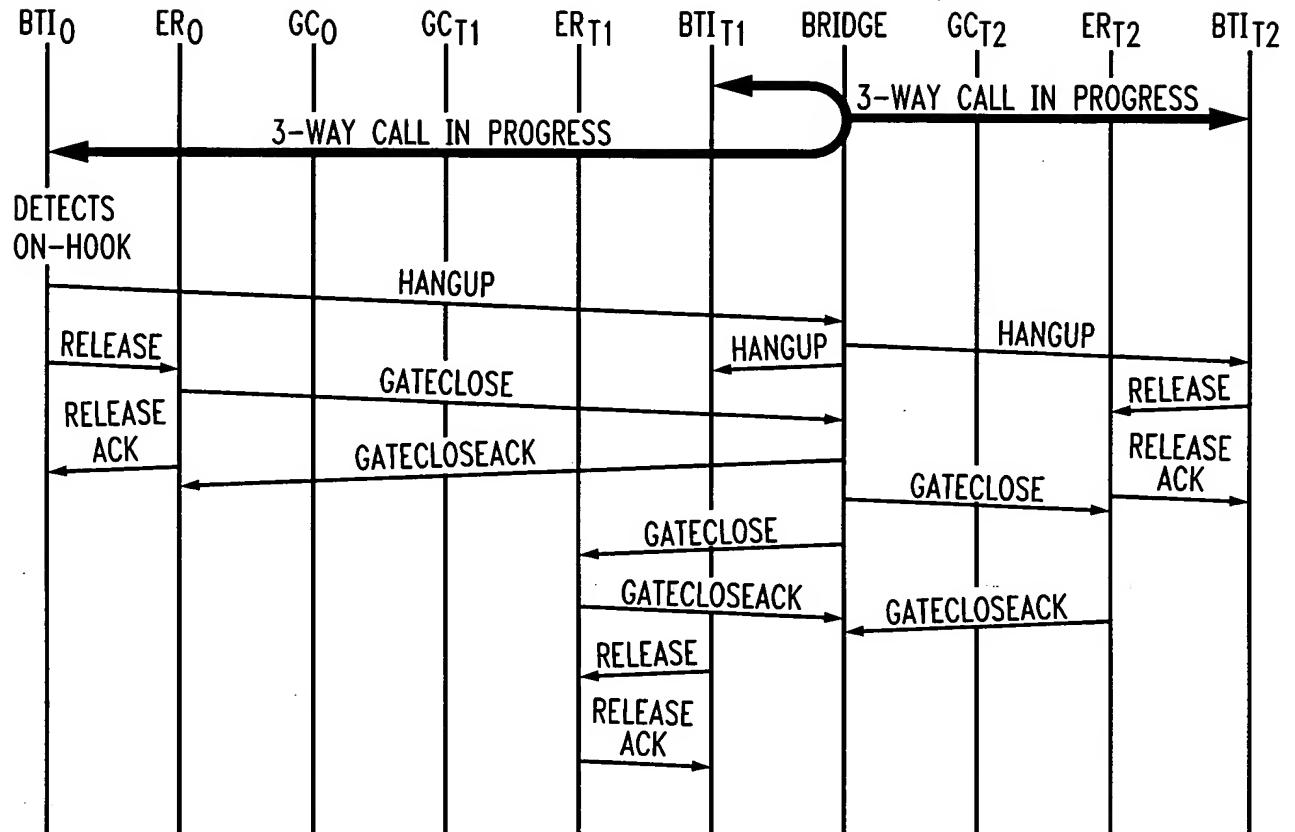 BTI0 ER0 GC0 GCT1 ERT1 BTIT1 BRIDGE GCT2 ERT2 BTIT2
3-WAY CALL IN PROGRESS
3-WAY CALL IN PROGRESS
DETECTS
ON-HOOK
HANGUP
HANGUP
HANGUP
RELEASE
GATECLOSE
RELEASE
RELEASE
ACK
GATECLOSEACK
RELEASE
ACK
GATECLOSE
GATECLOSE
GATECLOSEACK
GATECLOSEACK
RELEASE
RELEASE
ACK